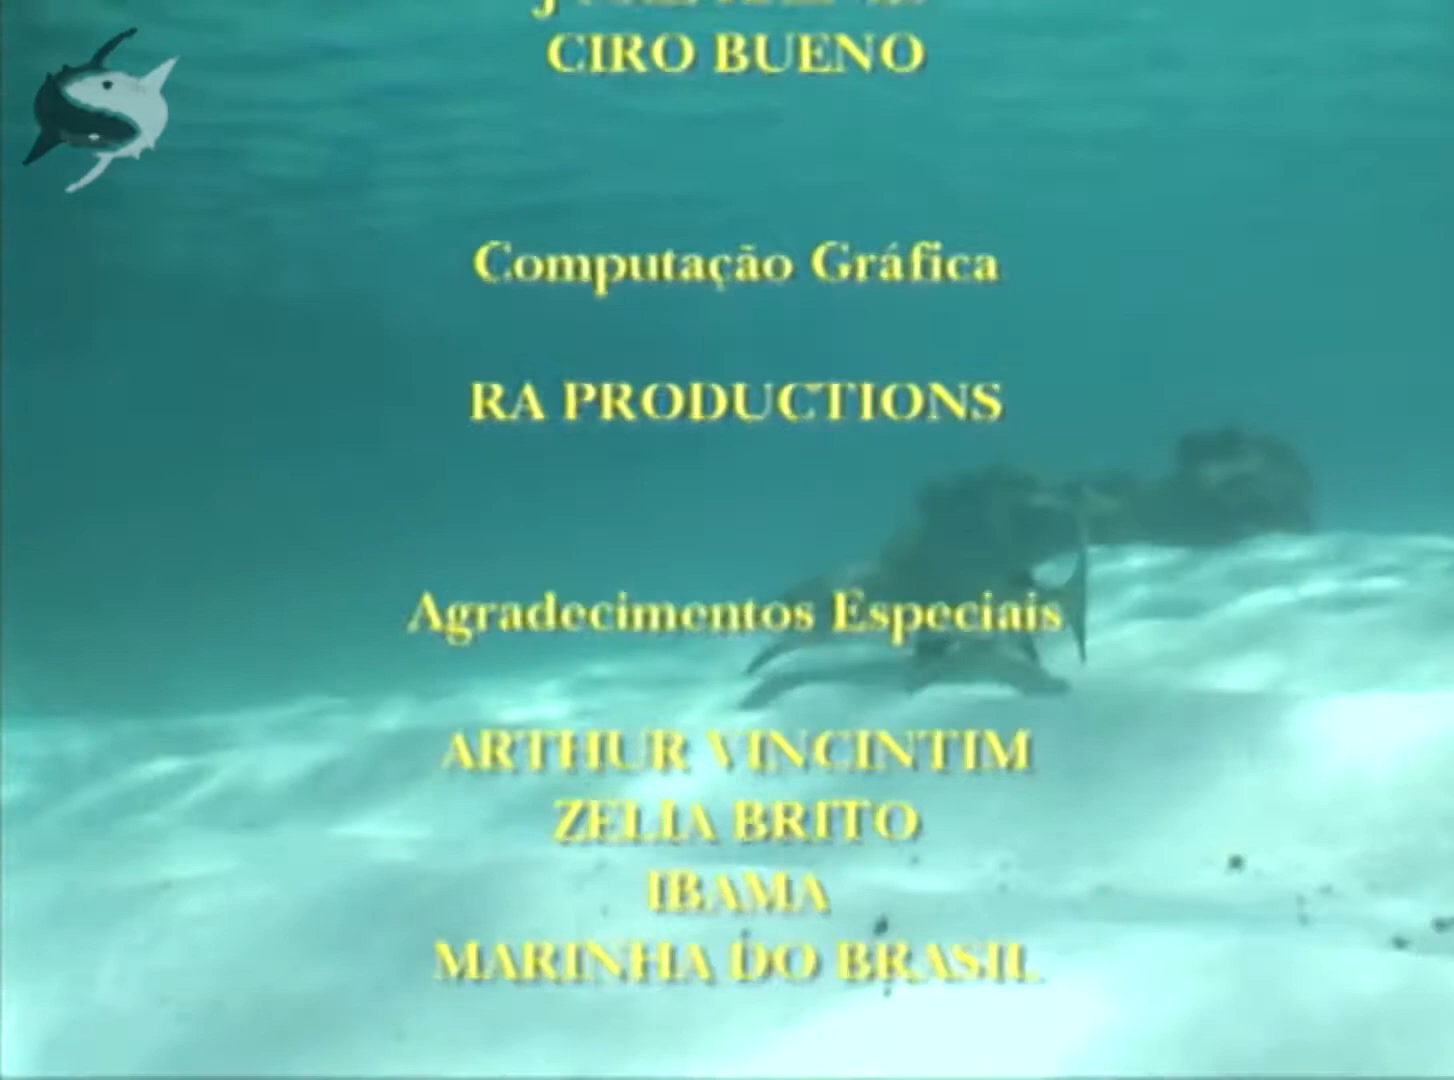 CIRO BUENO
Computação Gráfica
RA PRODUCTIONS
Agradecimentos Especiais
ARTHUR VINCINTIM
ZELIA BRITO
IBAMA
MARINHA DO BRASIL